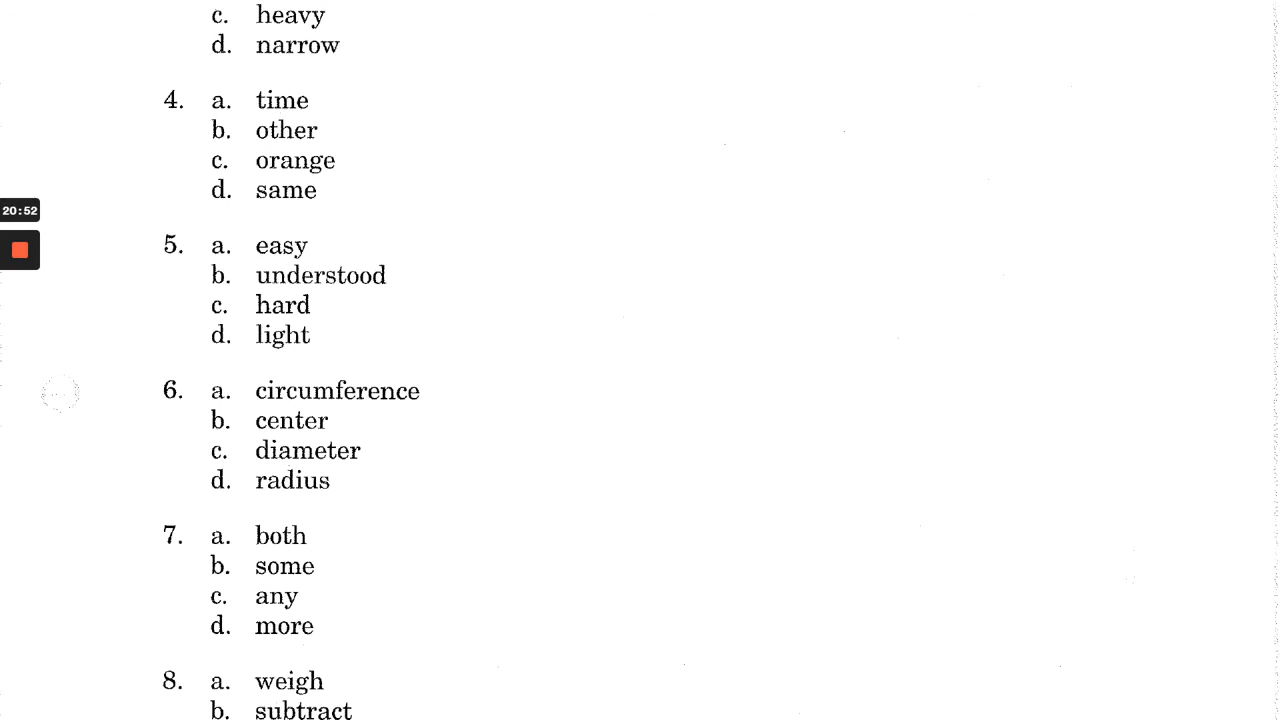 c. heavy
d. narrow
4. a. time
b. other
c. orange
d. same
20:52
5. a. easy
b. understood
c. hard
d. light
6. a. circumference
b. center
c. diameter
d. radius
7. a. both
b. some
c. any
d. more
8. a. weigh
b. subtract